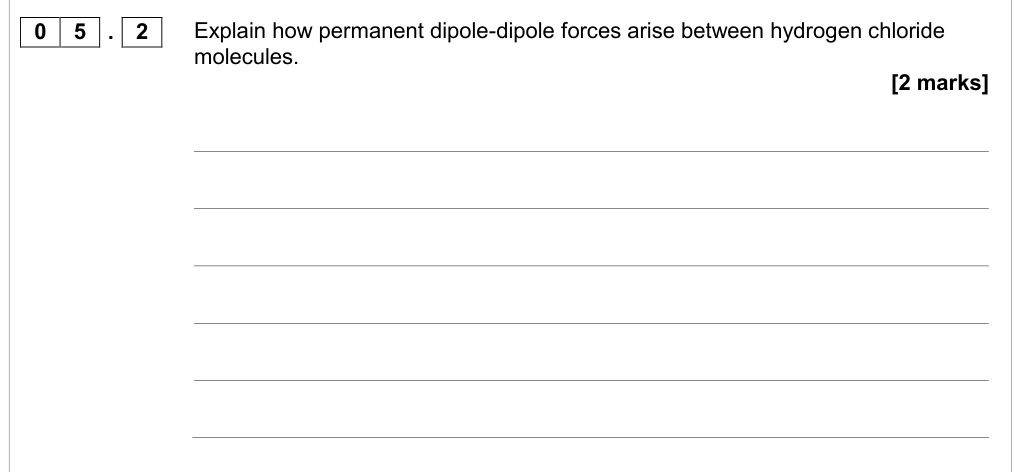 0 5 . 2 Explain how permanent dipole-dipole forces arise between hydrogen chloride
molecules.
[2 marks]